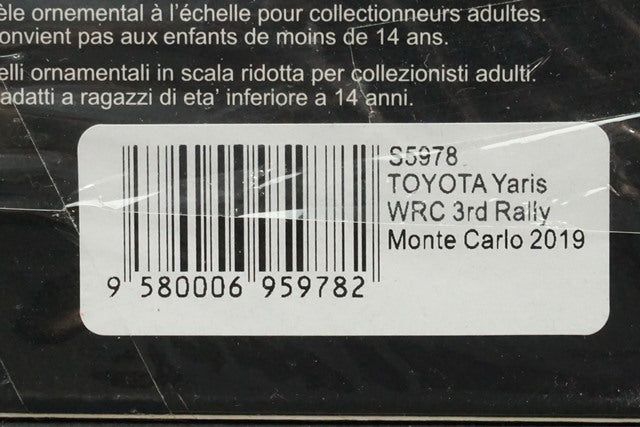 èle ornemental à l'échelle pour collectionneurs adultes.
convient pas aux enfants de moins de 14 ans.
elli ornamentali in scala ridotta per collezionisti adulti.
adatti a ragazzi di eta' inferiore a 14 anni.
S5978
TOYOTA Yaris
WRC 3rd Rally
Monte Carlo 2019
9 580006 959782